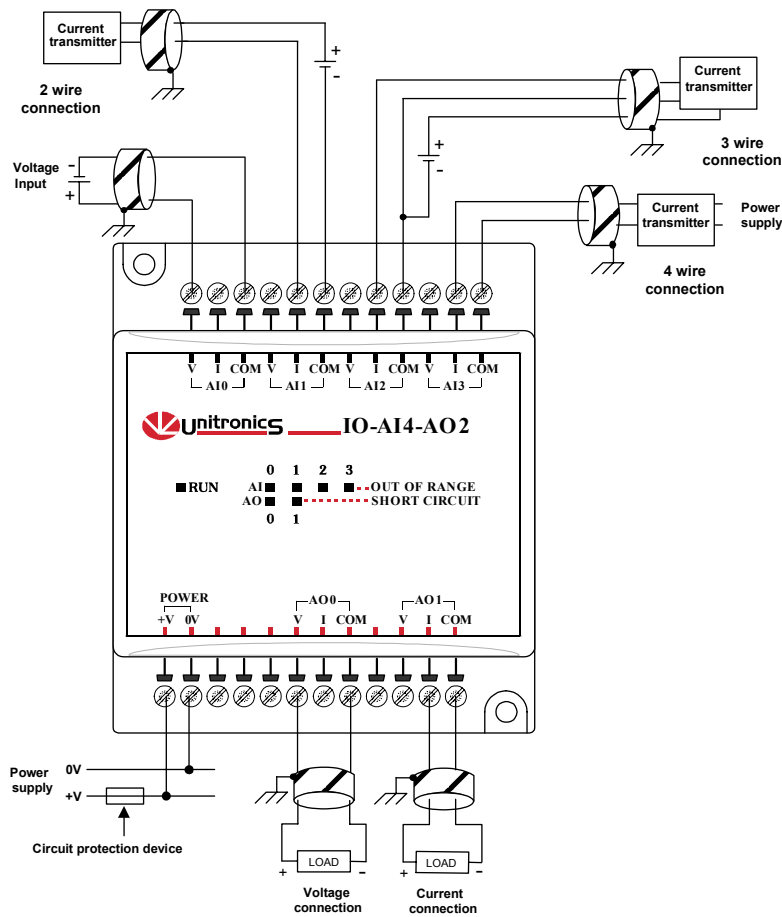 Current
transmitter
2 wire
connection
+
-
Current
transmitter
3 wire
connection
+
-
Voltage
Input
-
+
Current
transmitter
Power
supply
4 wire
connection
V I COM V I COM V I COM V I COM
AI0 AI1 AI2 AI3
Unitronics IO-AI4-AO2
0 1 2 3
RUN AI OUT OF RANGE
AO SHORT CIRCUIT
0 1
POWER AO0 AO1
+V 0V V I COM V I COM
Power
supply
0V
+V
Circuit protection device
LOAD
+ -
Voltage
connection
LOAD
+ -
Current
connection